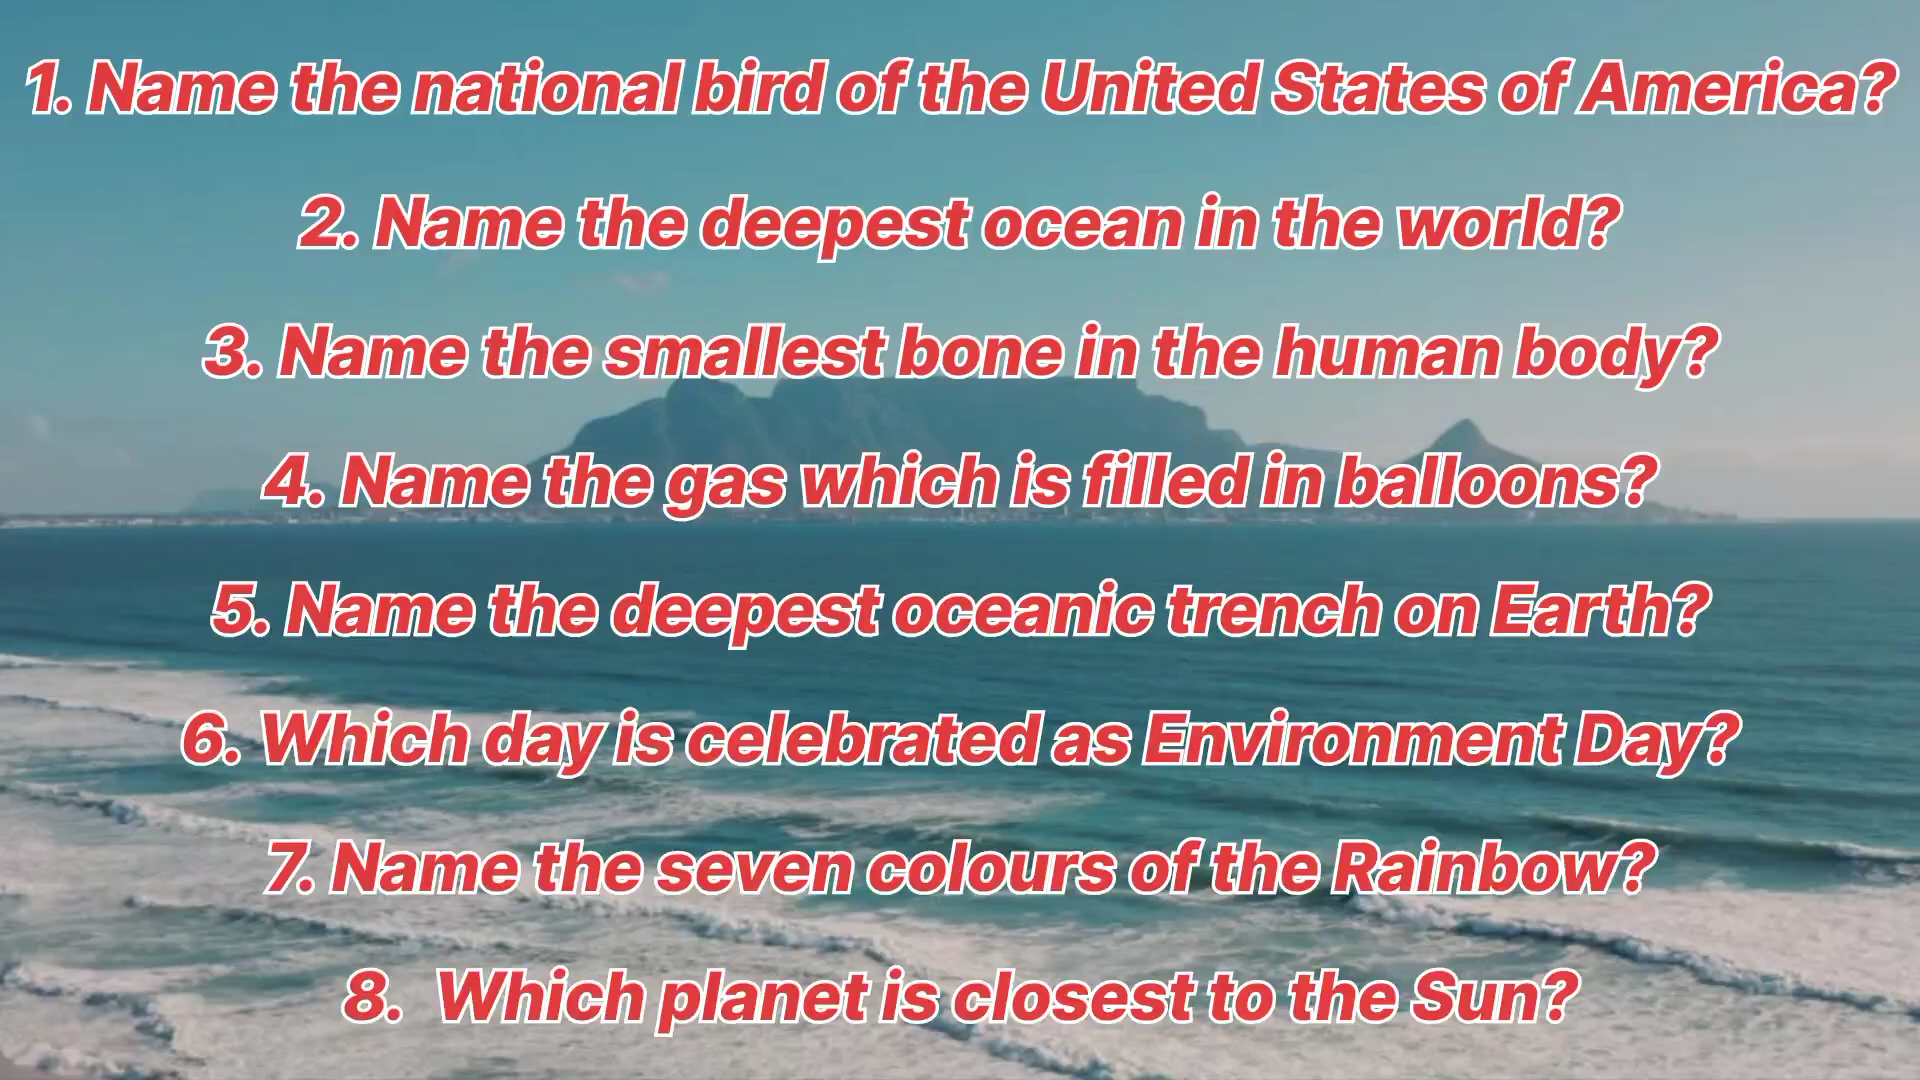 1. Name the national bird of the United States of America?
2. Name the deepest ocean in the world?
3. Name the smallest bone in the human body?
4. Name the gas which is filled in balloons?
5. Name the deepest oceanic trench on Earth?
6. Which day is celebrated as Environment Day?
7. Name the seven colours of the Rainbow?
8. Which planet is closest to the Sun?